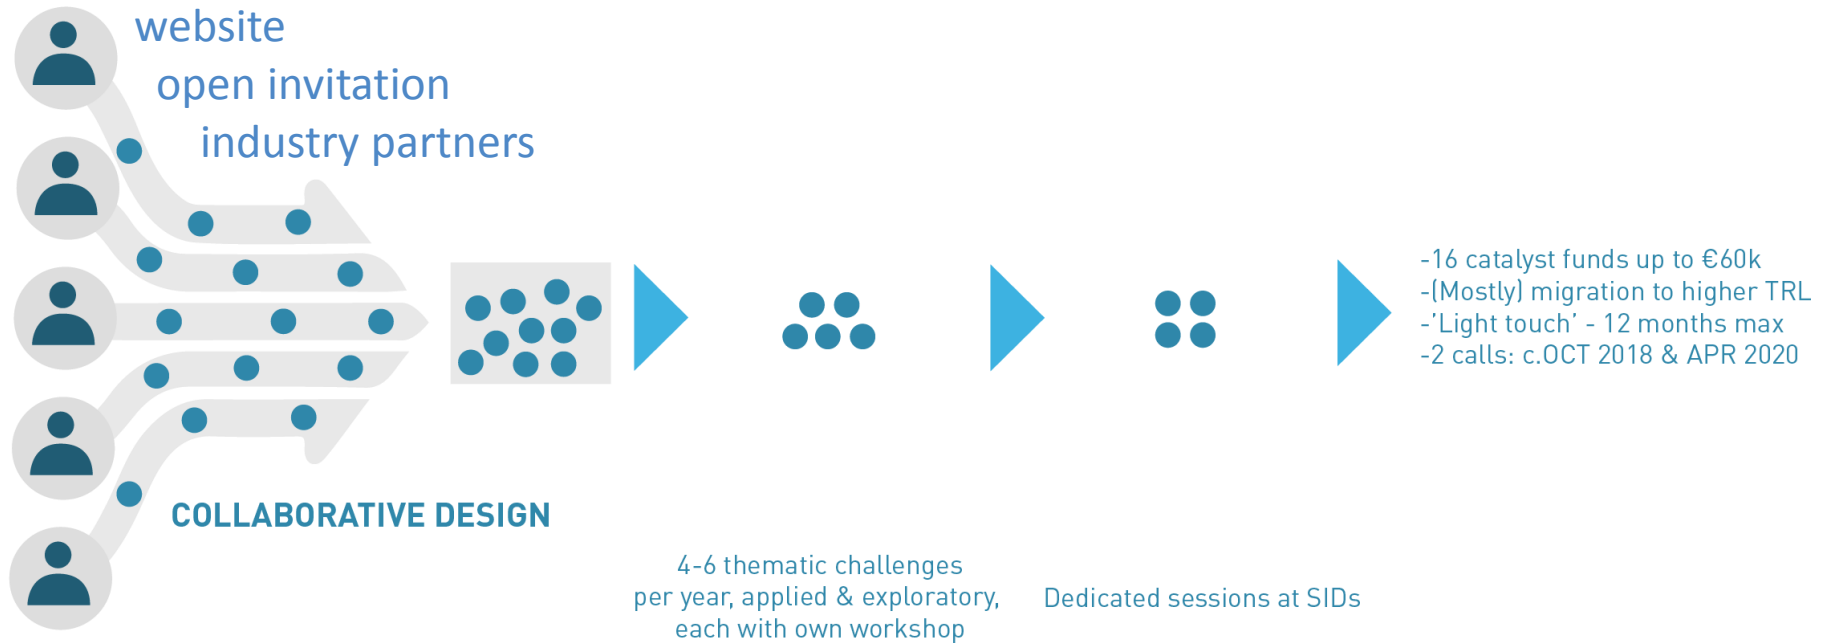 website
open invitation
industry partners
-16 catalyst funds up to €60k
-(Mostly) migration to higher TRL
-’Light touch’ - 12 months max
-2 calls: c.OCT 2018 & APR 2020
COLLABORATIVE DESIGN
4-6 thematic challenges
per year, applied & exploratory,
each with own workshop
Dedicated sessions at SIDs